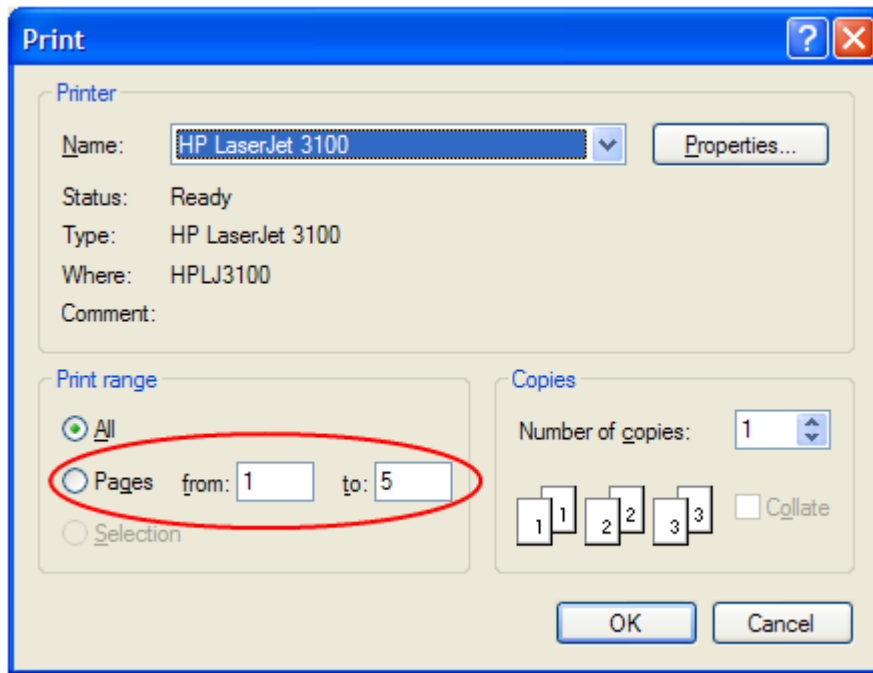 Print
Printer
Name: HP LaserJet 3100 Properties...
Status: Ready
Type: HP LaserJet 3100
Where: HPLJ3100
Comment:
Print range
All
Pages from: 1 to: 5
Selection
Copies
Number of copies: 1
1 1 2 2 3 3 Collate
OK Cancel